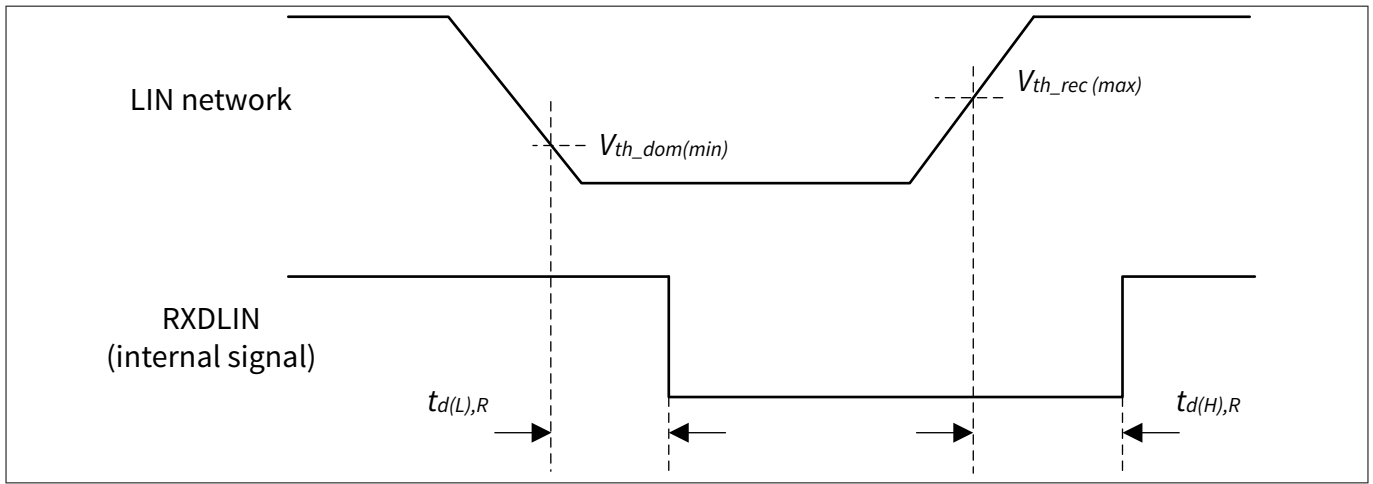 LIN network
Vth_rec (max)
Vth_dom(min)
RXDLIN
(internal signal)
td(L),R
td(H),R